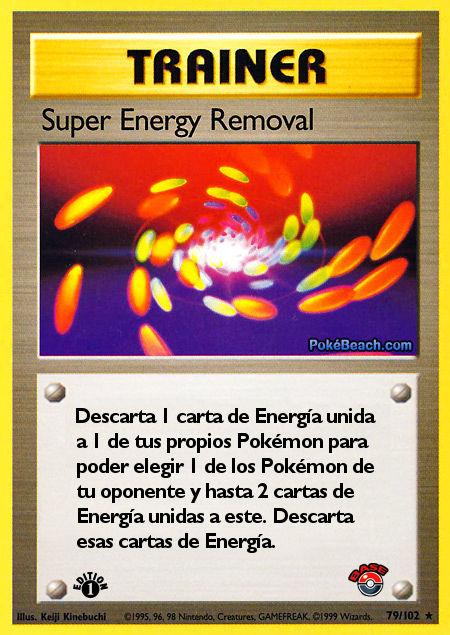 TRAINER
Super Energy Removal
PokéBeach.com
Descarta 1 carta de Energía unida
a 1 de tus propios Pokémon para
poder elegir 1 de los Pokémon de
tu oponente y hasta 2 cartas de
Energía unidas a este. Descarta
esas cartas de Energía.
EDITION
1
BASE
Illus. Keiji Kinebuchi ©1995, 96, 98 Nintendo, Creatures, GAMEFREAK. ©1999 Wizards. 79/102 ★